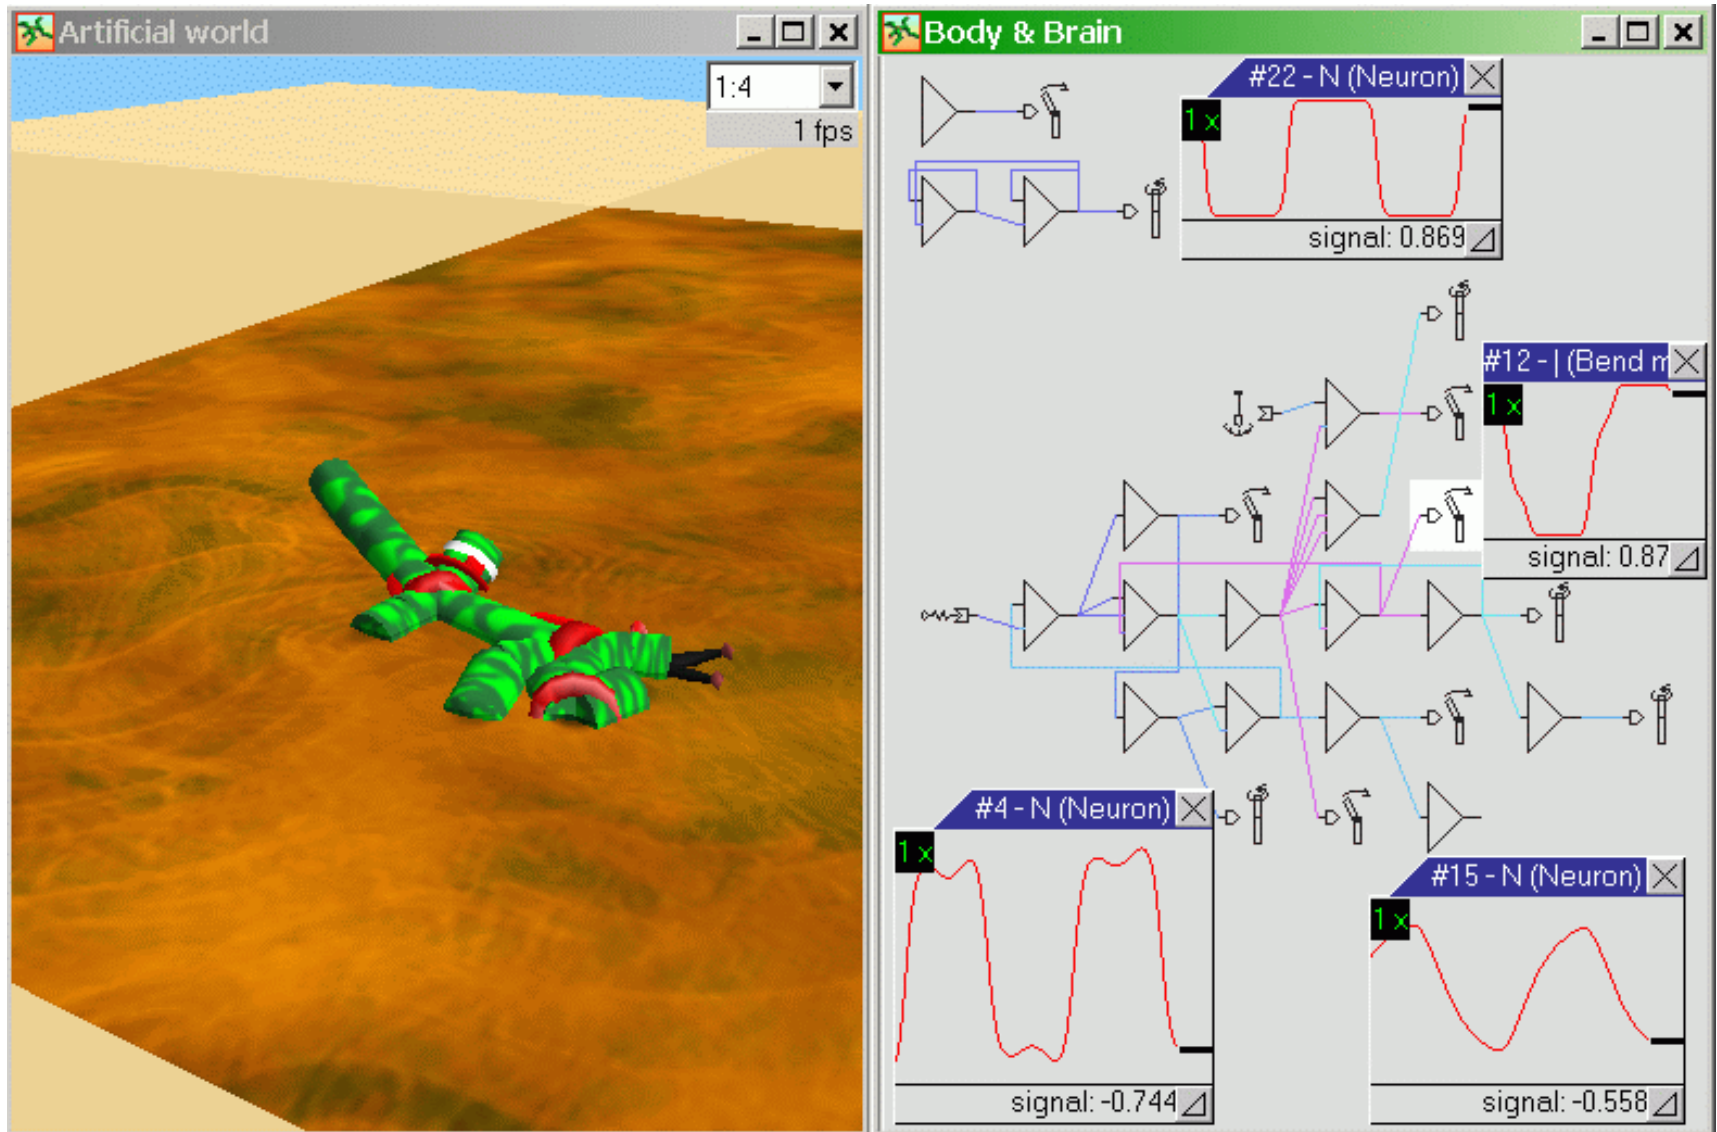 Artificial world
1:4
1 fps
Body & Brain
#22 - N (Neuron)
1 x
signal: 0.869
#12 - | (Bend m
1 x
signal: 0.87
#4 - N (Neuron)
1 x
signal: -0.744
#15 - N (Neuron)
1 x
signal: -0.558